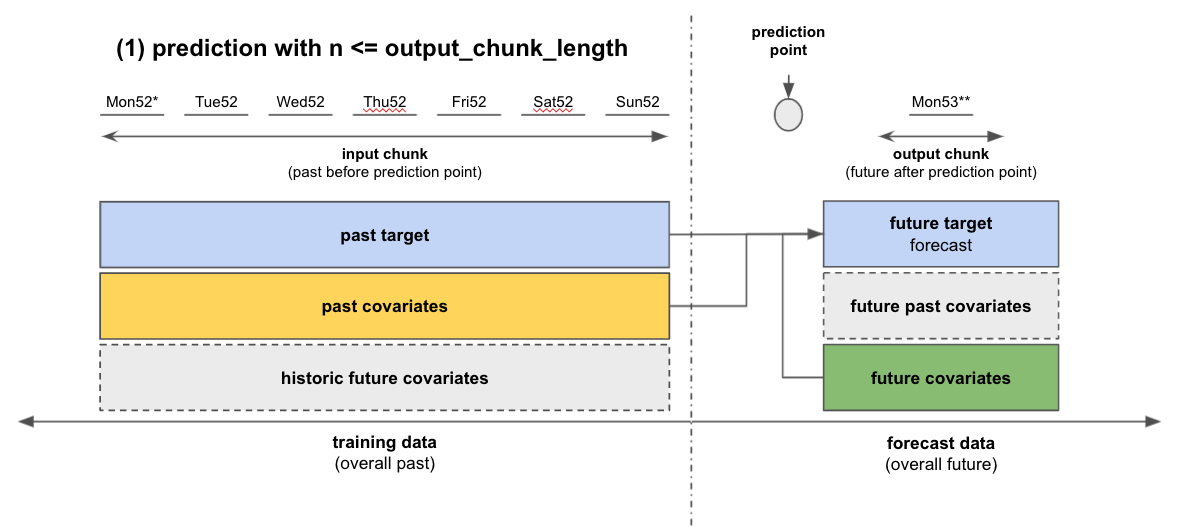 (1) prediction with n <= output_chunk_length
prediction
point
Mon52* Tue52 Wed52 Thu52 Fri52 Sat52 Sun52 Mon53**
input chunk
(past before prediction point)
output chunk
(future after prediction point)
past target
future target
forecast
past covariates
future past covariates
historic future covariates
future covariates
training data
(overall past)
forecast data
(overall future)